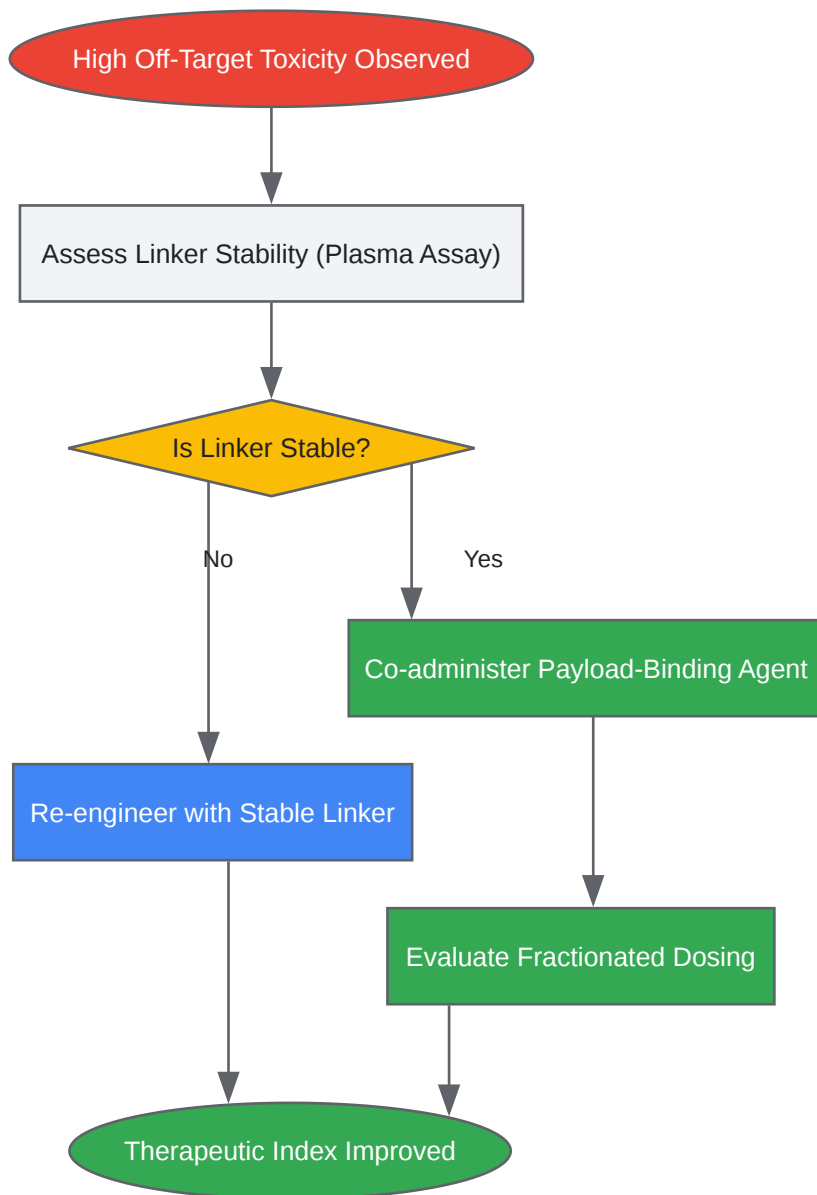 High Off-Target Toxicity Observed
Assess Linker Stability (Plasma Assay)
Is Linker Stable?
No
Yes
Co-administer Payload-Binding Agent
Re-engineer with Stable Linker
Evaluate Fractionated Dosing
Therapeutic Index Improved